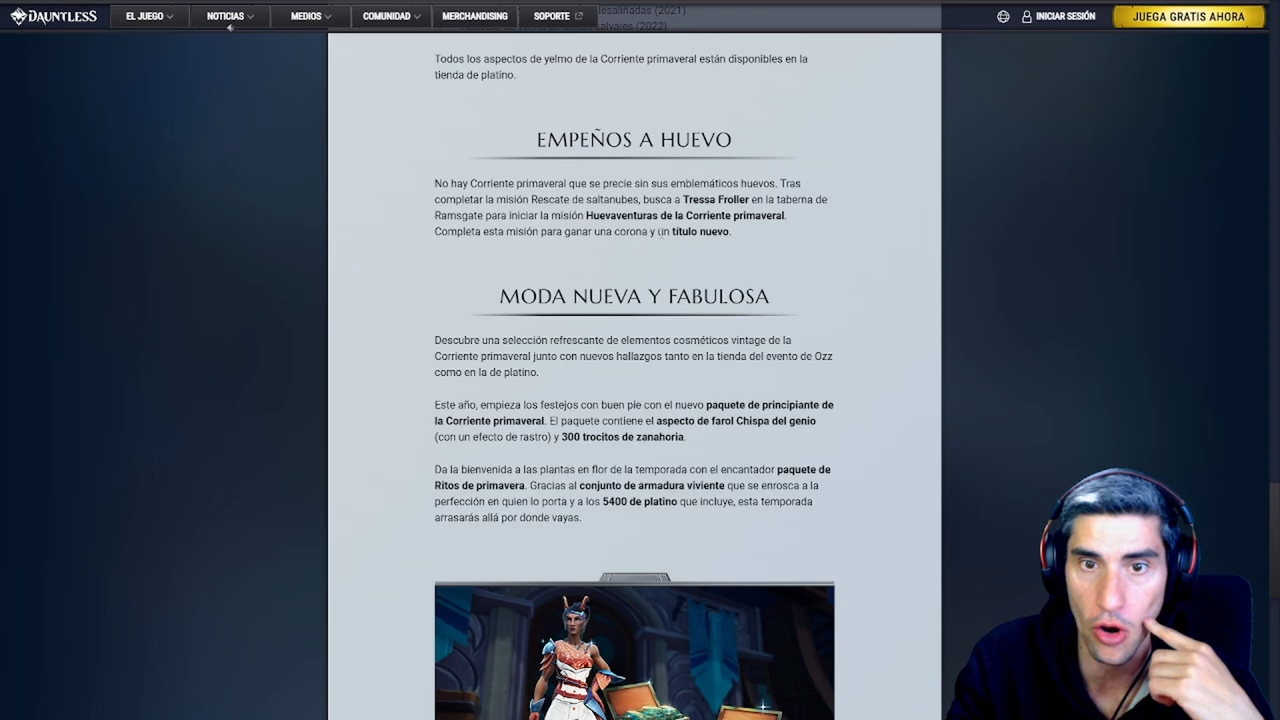 DAUNTLESS EL JUEGO NOTICIAS MEDIOS COMUNIDAD MERCHANDISING SOPORTE INICIAR SESIÓN JUEGA GRATIS AHORA
(2021)
(2022)
Todos los aspectos de yelmo de la Corriente primaveral están disponibles en la
tienda de platino.
EMPEÑOS A HUEVO
No hay Corriente primaveral que se precie sin sus emblemáticos huevos. Tras
completar la misión Rescate de saltanubes, busca a Tressa Froller en la taberna de
Ramsgate para iniciar la misión Huevaventuras de la Corriente primaveral.
Completa esta misión para ganar una corona y un título nuevo.
MODA NUEVA Y FABULOSA
Descubre una selección refrescante de elementos cosméticos vintage de la
Corriente primaveral junto con nuevos hallazgos tanto en la tienda del evento de Ozz
como en la de platino.
Este año, empieza los festejos con buen pie con el nuevo paquete de principiante de
la Corriente primaveral. El paquete contiene el aspecto de farol Chispa del genio
(con un efecto de rastro) y 300 trocitos de zanahoria.
Da la bienvenida a las plantas en flor de la temporada con el encantador paquete de
Ritos de primavera. Gracias al conjunto de armadura viviente que se enrosca a la
perfección en quien lo porta y a los 5400 de platino que incluye, esta temporada
arrasarás allá por donde vayas.